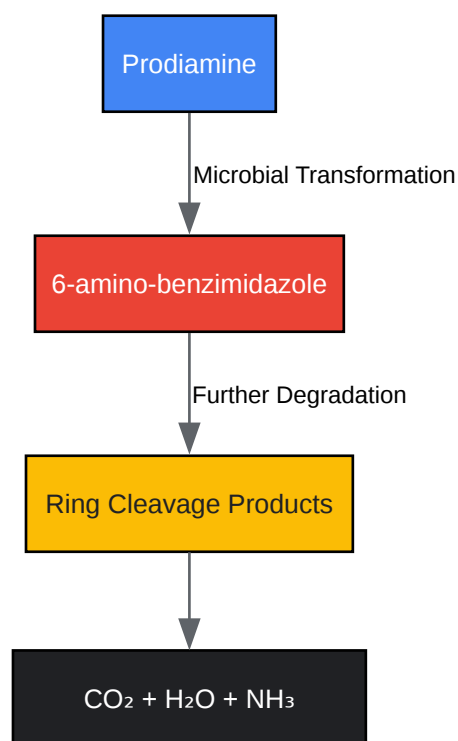 Prodiamine
Microbial Transformation
6-amino-benzimidazole
Further Degradation
Ring Cleavage Products
CO₂ + H₂O + NH₃